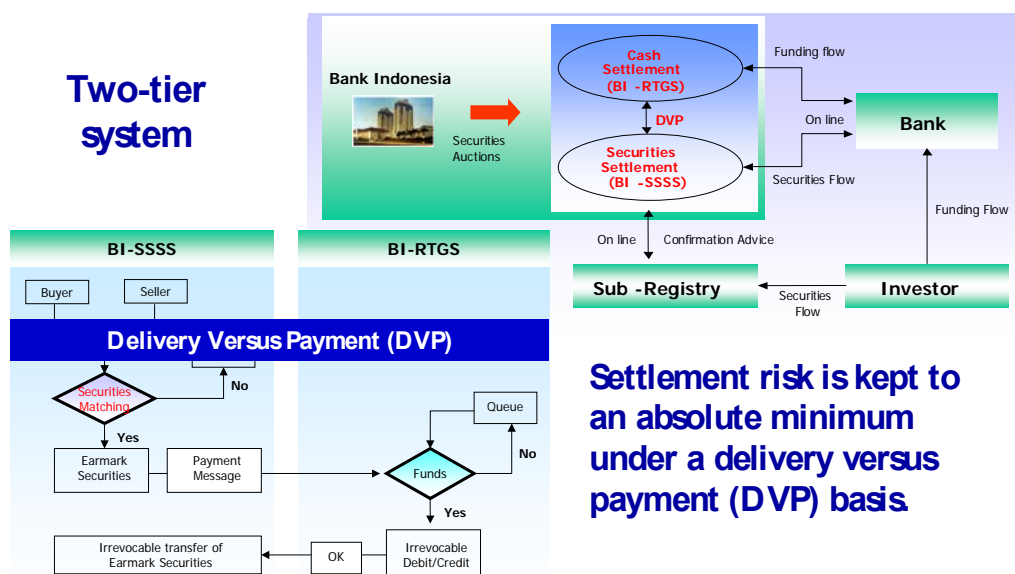 Two-tier
system
Bank Indonesia
Securities
Auctions
Cash
Settlement
(BI -RTGS)
DVP
Securities
Settlement
(BI -SSSS)
Funding flow
On line
Securities Flow
Bank
Funding Flow
On line
Confirmation Advice
Sub -Registry
Securities
Flow
Investor
BI-SSSS
BI-RTGS
Buyer
Seller
Delivery Versus Payment (DVP)
Securities
Matching
No
Yes
Earmark
Securities
Payment
Message
Queue
No
Funds
Yes
Irrevocable transfer of
Earmark Securities
OK
Irrevocable
Debit/Credit
Settlement risk is kept to
an absolute minimum
under a delivery versus
payment (DVP) basis.